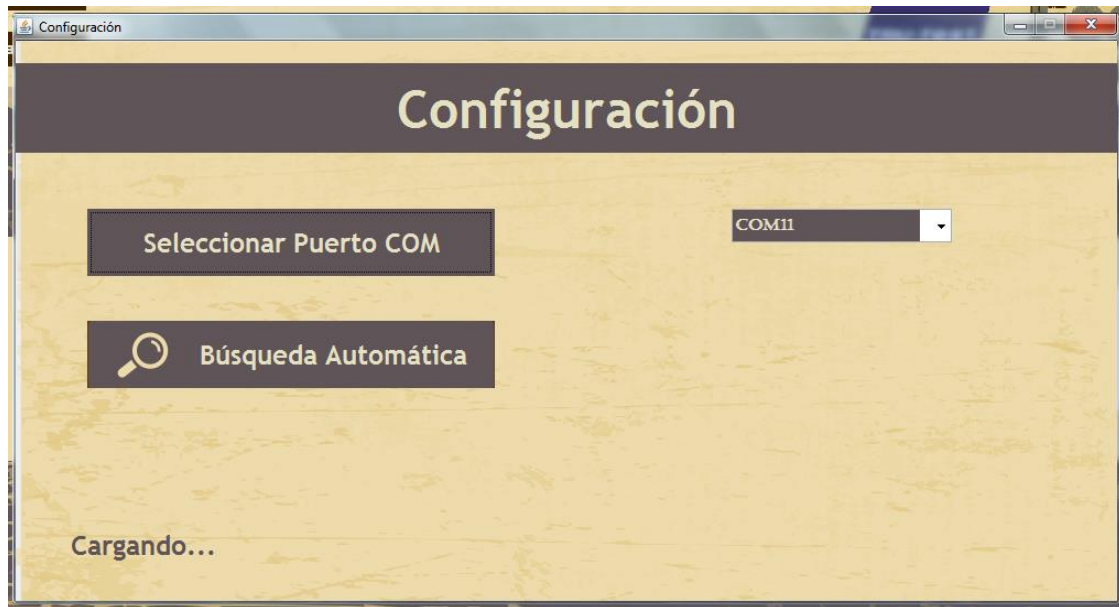 Configuración
Configuración
Seleccionar Puerto COM
COM11
Búsqueda Automática
Cargando...